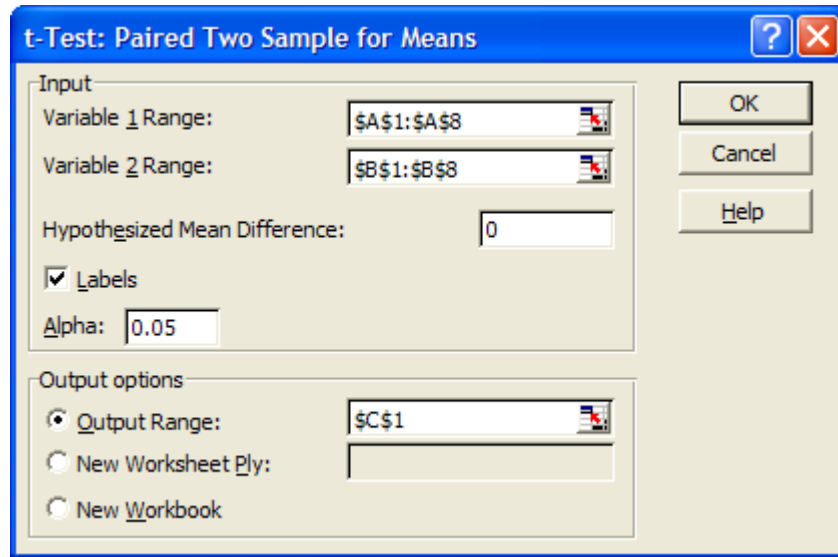 t-Test: Paired Two Sample for Means
Input
Variable 1 Range: $A$1:$A$8
Variable 2 Range: $B$1:$B$8
Hypothesized Mean Difference: 0
Labels
Alpha: 0.05
OK
Cancel
Help
Output options
Output Range: $C$1
New Worksheet Ply:
New Workbook